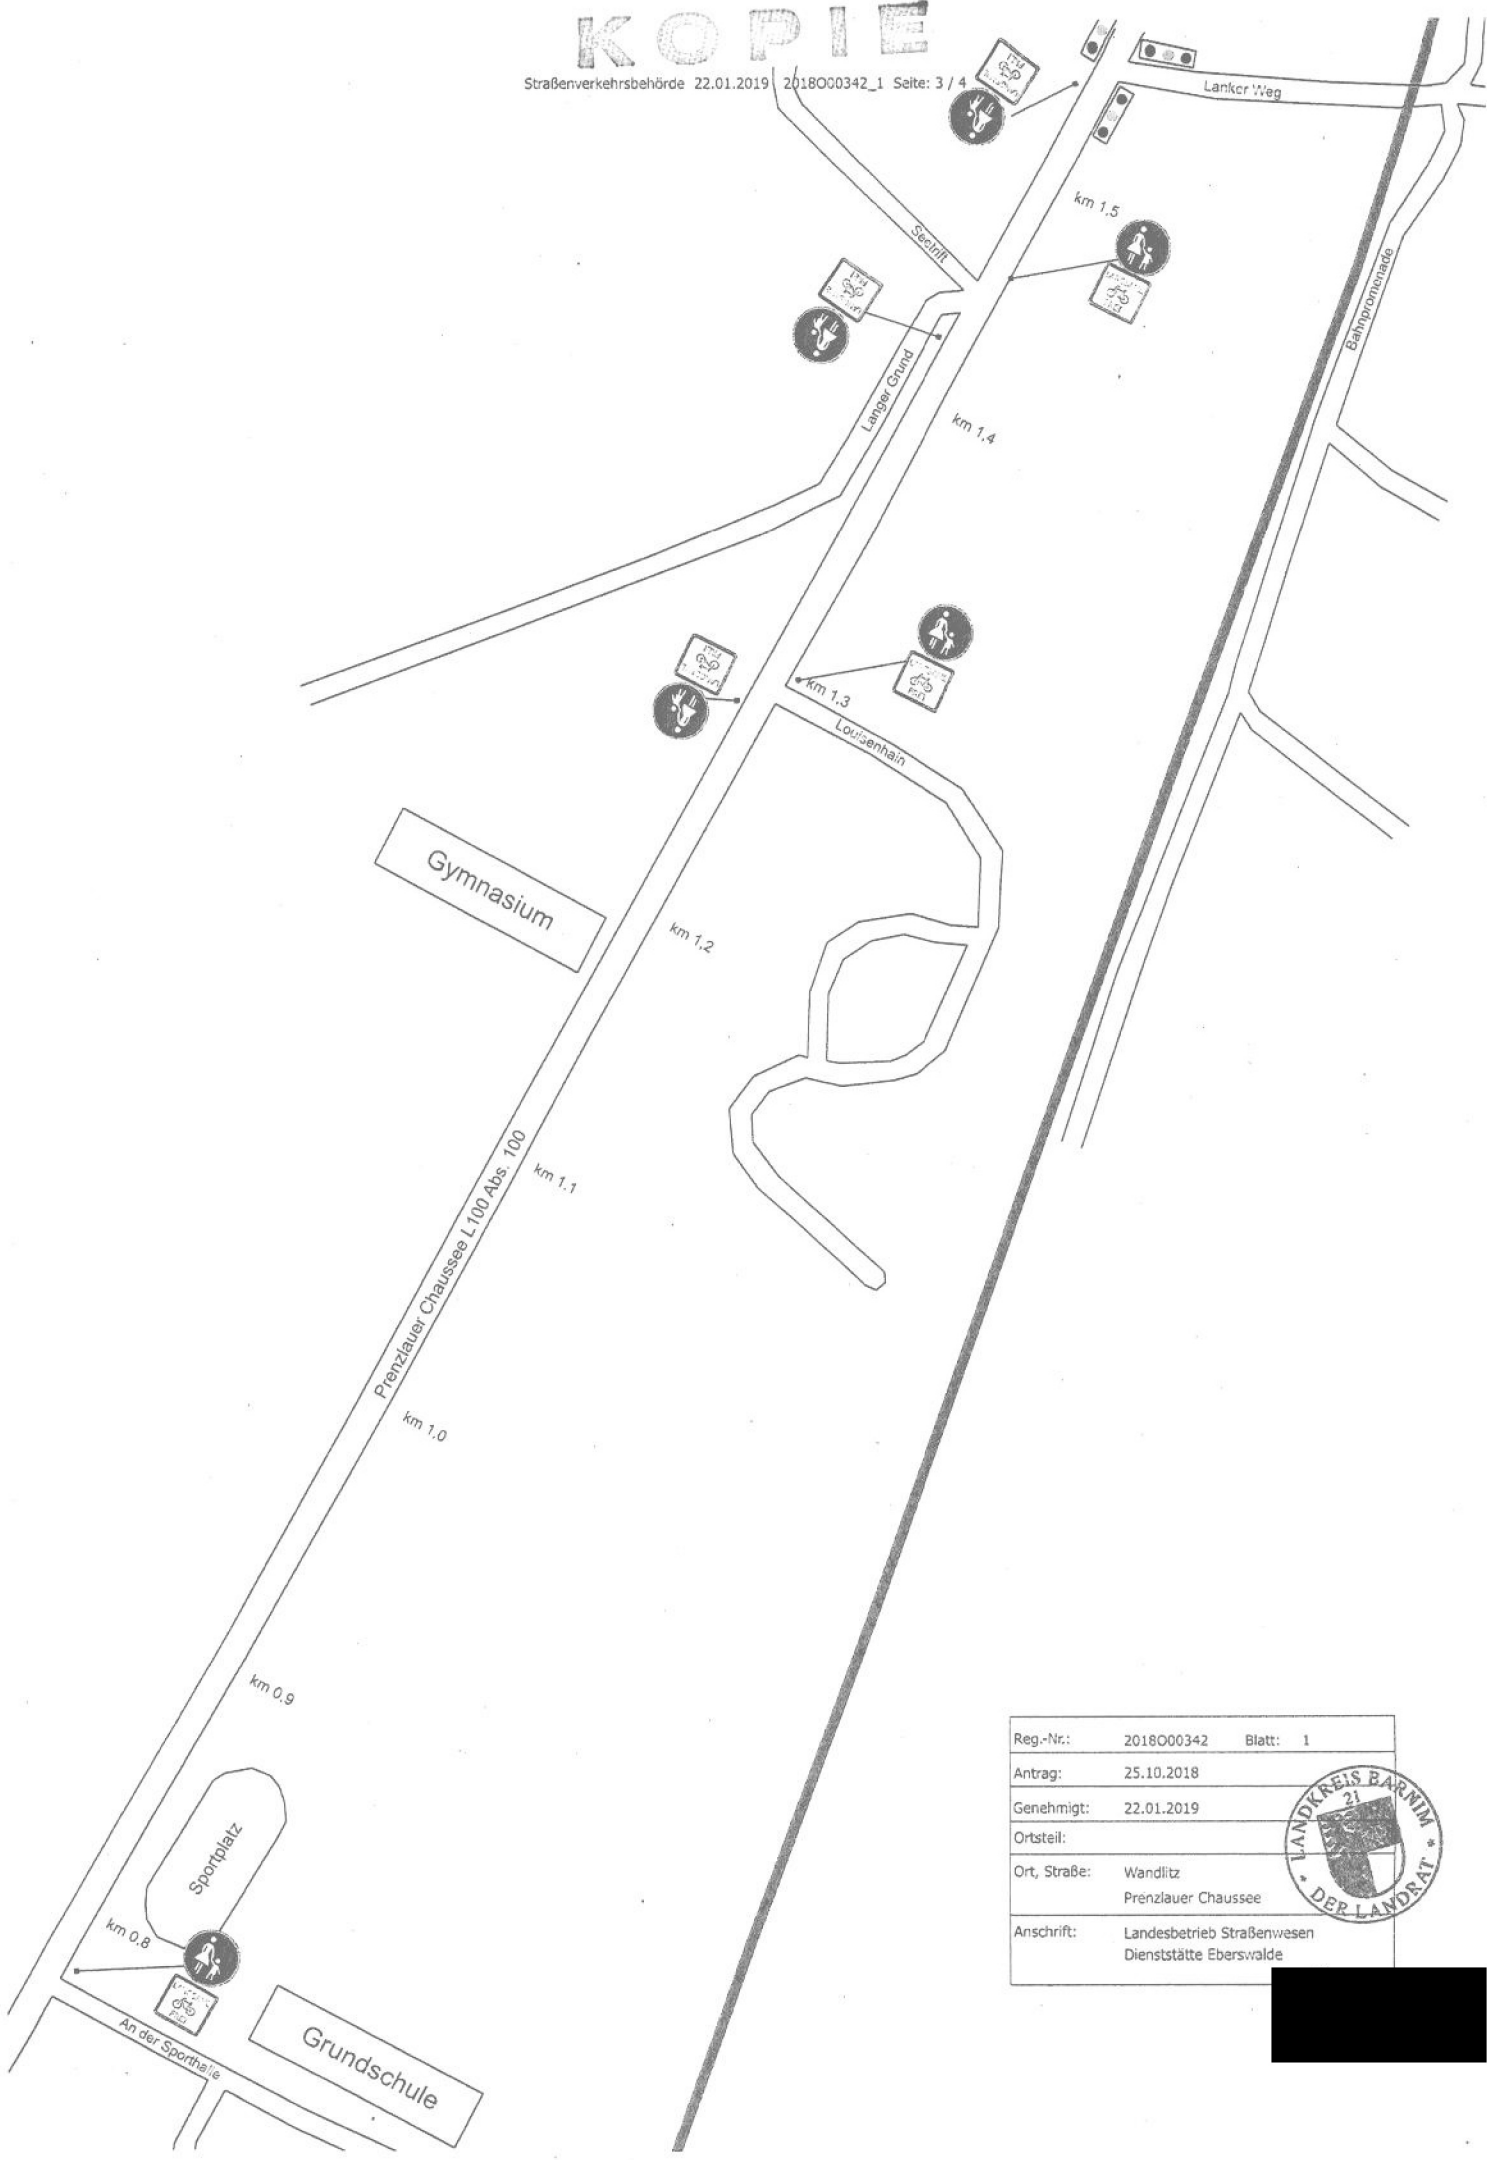 KOPIE
Straßenverkehrsbehörde 22.01.2019 2018O00342_1 Seite: 3 / 4
Lanker Weg
km 1,5
Bahnpromenade
Langer Grund
km 1,4
km 1,3
Louisenhain
Gymnasium
km 1,2
km 1,1
Prenzlauer Chaussee L100 Abs. 100
km 1,0
km 0,9
Sportplatz
km 0,8
An der Sporthalle
Grundschule
Reg.-Nr.: 2018O00342 Blatt: 1
Antrag: 25.10.2018
Genehmigt: 22.01.2019
Ortsteil:
Ort, Straße: Wandlitz
Prenzlauer Chaussee
Anschrift: Landesbetrieb Straßenwesen
Dienststätte Eberswalde
LANDKREIS BARNIM
21
* DER LANDRAT *